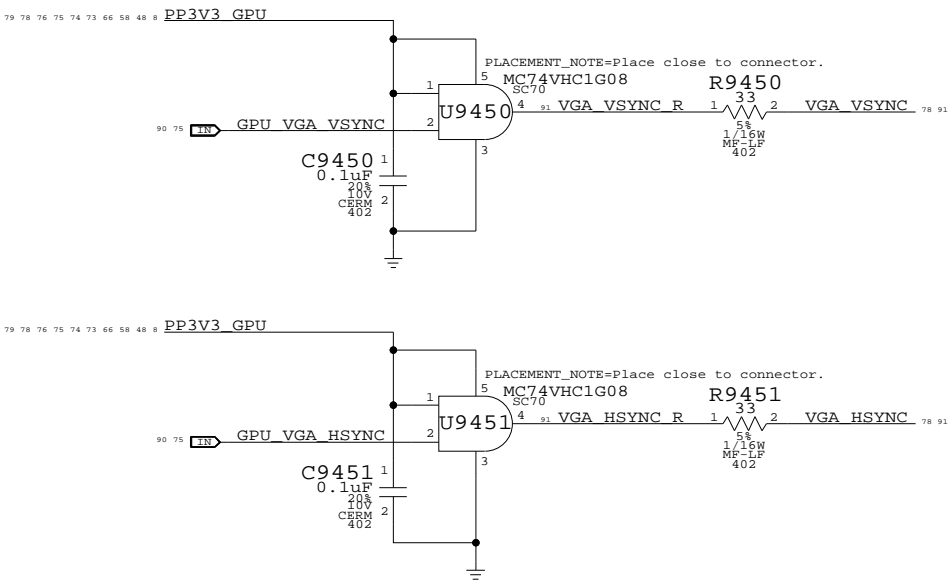 79 78 76 75 74 73 66 58 48 8 PP3V3_GPU
PLACEMENT_NOTE=Place close to connector.
5 MC74VHC1G08
SC70
R9450
33
1
U9450
4 91 VGA_VSYNC_R 1 2 VGA_VSYNC 78 91
5%
1/16W
MF-LF
402
90 75 IN GPU_VGA_VSYNC 2
3
C9450 1
0.1uF
20%
10V
CERM 2
402
79 78 76 75 74 73 66 58 48 8 PP3V3_GPU
PLACEMENT_NOTE=Place close to connector.
5 MC74VHC1G08
SC70
R9451
33
1
U9451
4 91 VGA_HSYNC_R 1 2 VGA_HSYNC 78 91
5%
1/16W
MF-LF
402
90 75 IN GPU_VGA_HSYNC 2
3
C9451 1
0.1uF
20%
10V
CERM 2
402